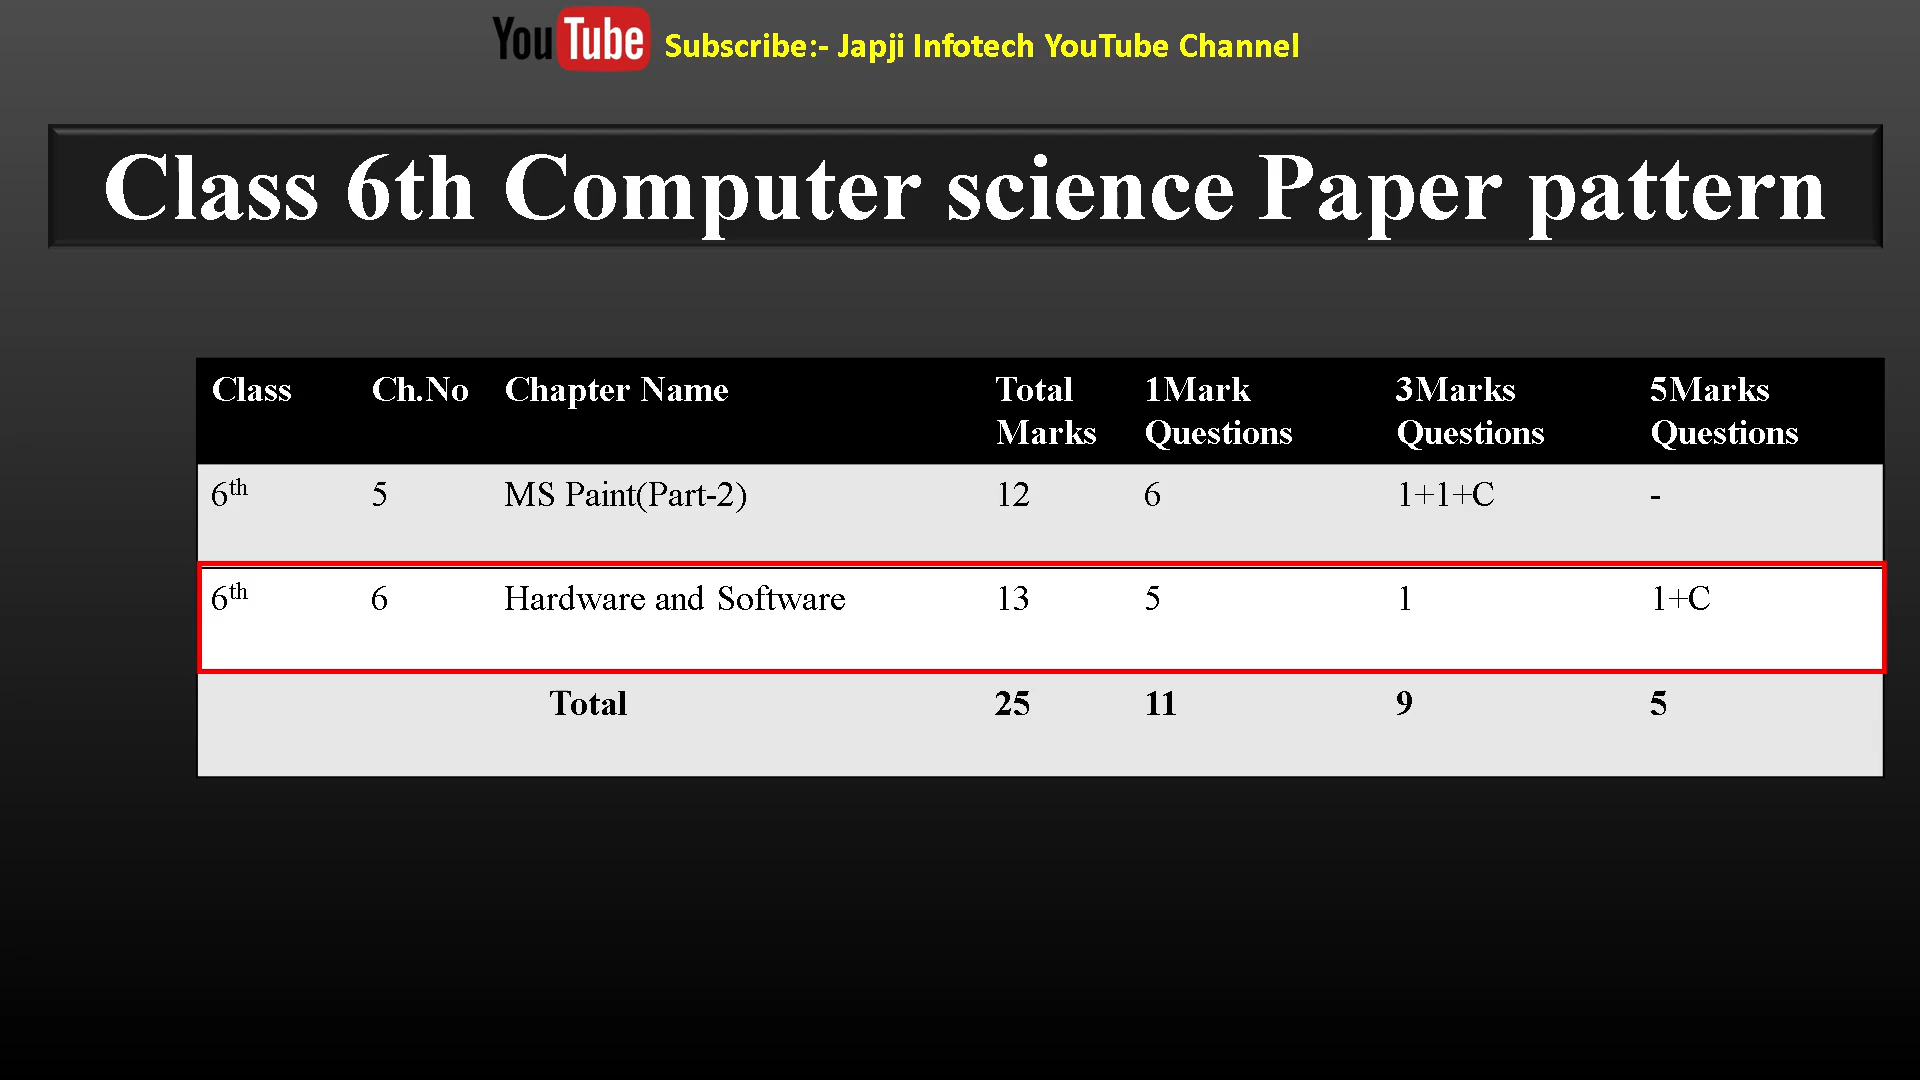 YouTube Subscribe:- Japji Infotech YouTube Channel
Class 6th Computer science Paper pattern
Class Ch.No Chapter Name Total Marks 1Mark Questions 3Marks Questions 5Marks Questions
6th 5 MS Paint(Part-2) 12 6 1+1+C -
6th 6 Hardware and Software 13 5 1 1+C
Total 25 11 9 5